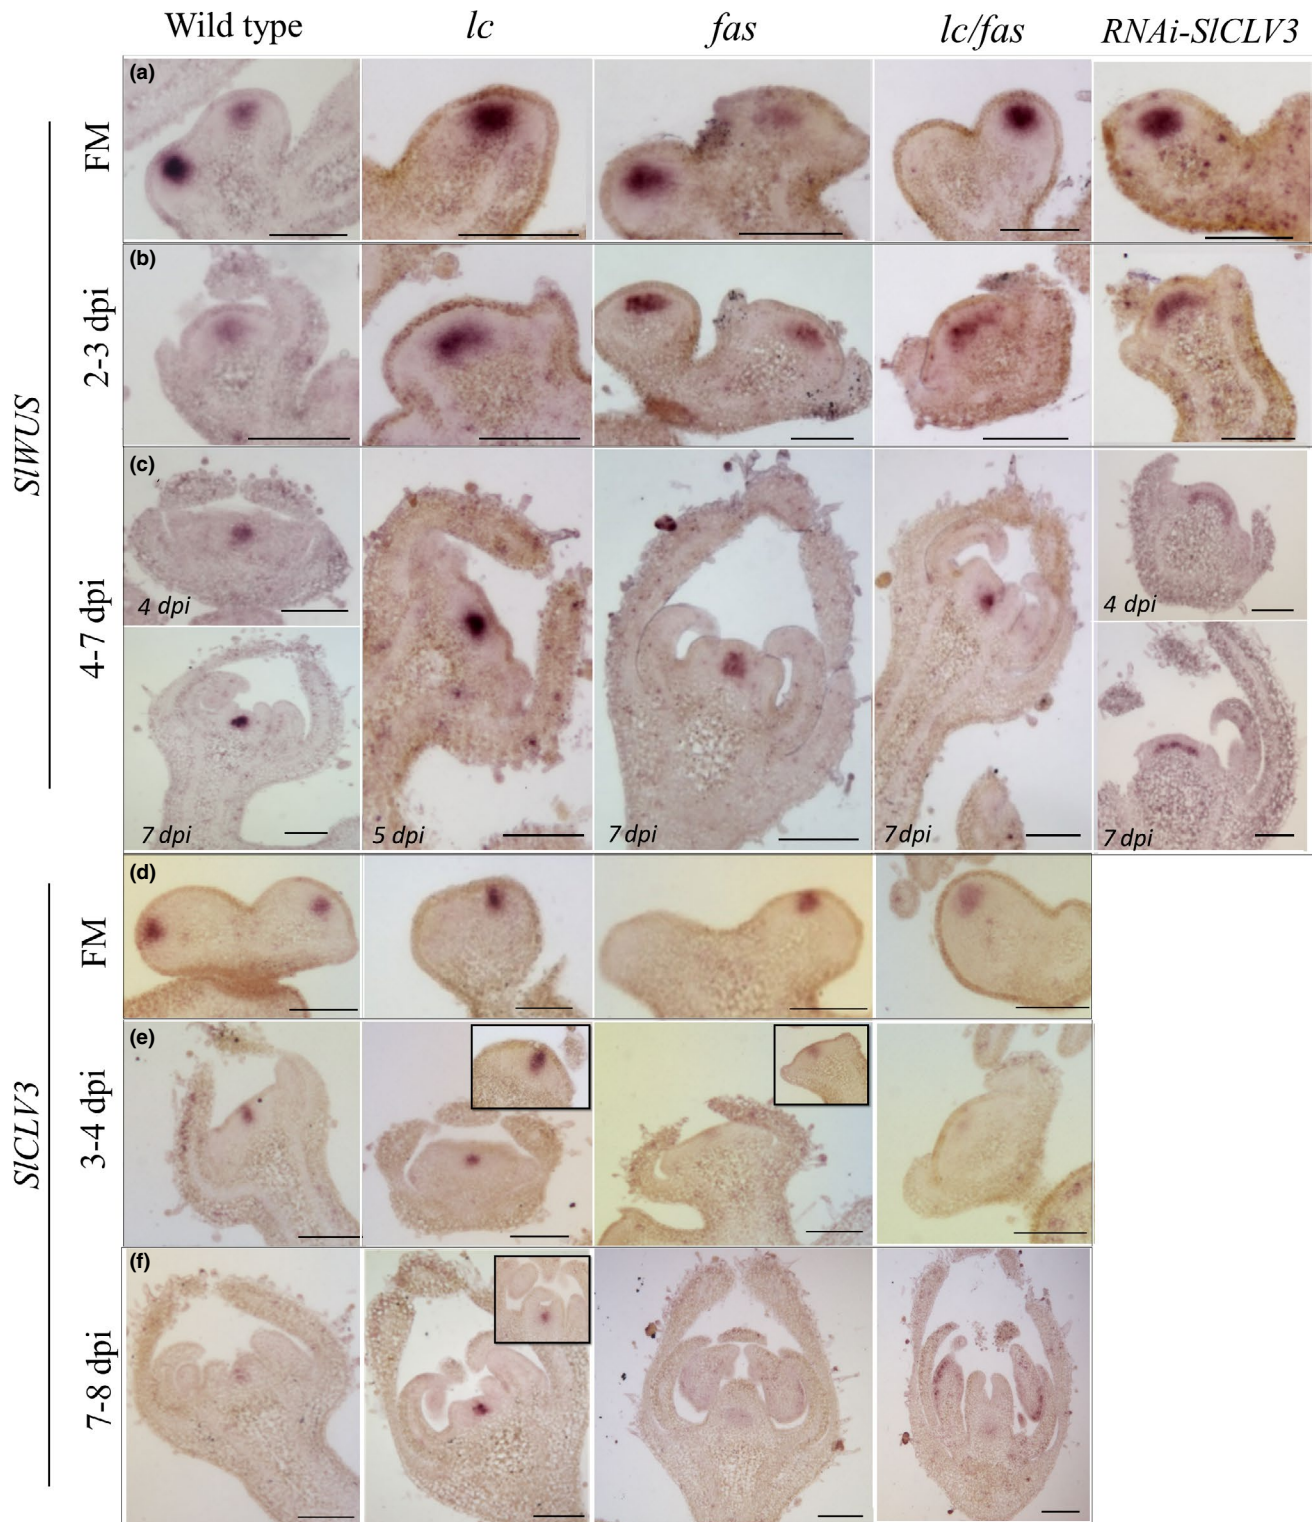 Wild type lc fas lc/fas RNAi-SlCLV3
SlWUS
(a)
FM
(b)
2-3 dpi
(c)
4-7 dpi
4 dpi
4 dpi
7 dpi
5 dpi
7 dpi
7 dpi
7 dpi
SlCLV3
(d)
FM
(e)
3-4 dpi
(f)
7-8 dpi